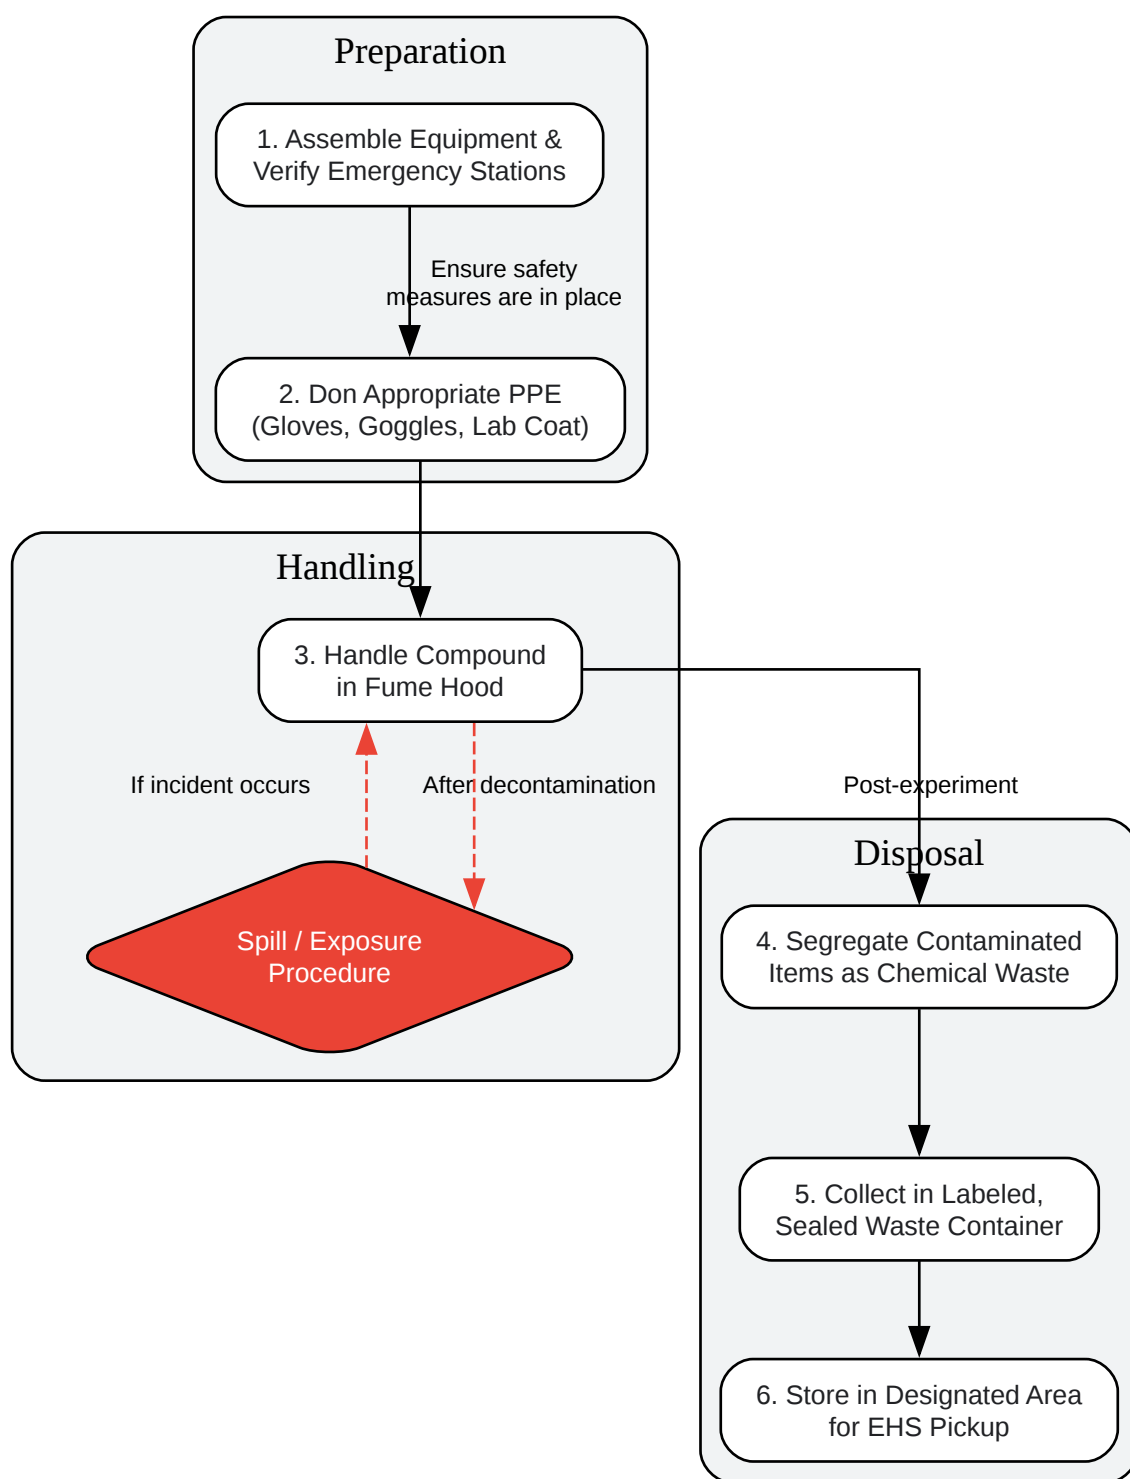 Preparation
1. Assemble Equipment &
Verify Emergency Stations
Ensure safety
measures are in place
2. Don Appropriate PPE
(Gloves, Goggles, Lab Coat)
Handling
3. Handle Compound
in Fume Hood
If incident occurs
After decontamination
Post-experiment
Spill / Exposure
Procedure
Disposal
4. Segregate Contaminated
Items as Chemical Waste
5. Collect in Labeled,
Sealed Waste Container
6. Store in Designated Area
for EHS Pickup